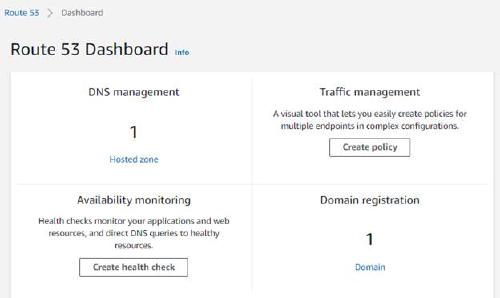 Route 53 > Dashboard
Route 53 Dashboard Info
DNS management
1
Hosted zone
Traffic management
A visual tool that lets you easily create policies for
multiple endpoints in complex configurations.
Create policy
Availability monitoring
Health checks monitor your applications and web
resources, and direct DNS queries to healthy
resources.
Create health check
Domain registration
1
Domain